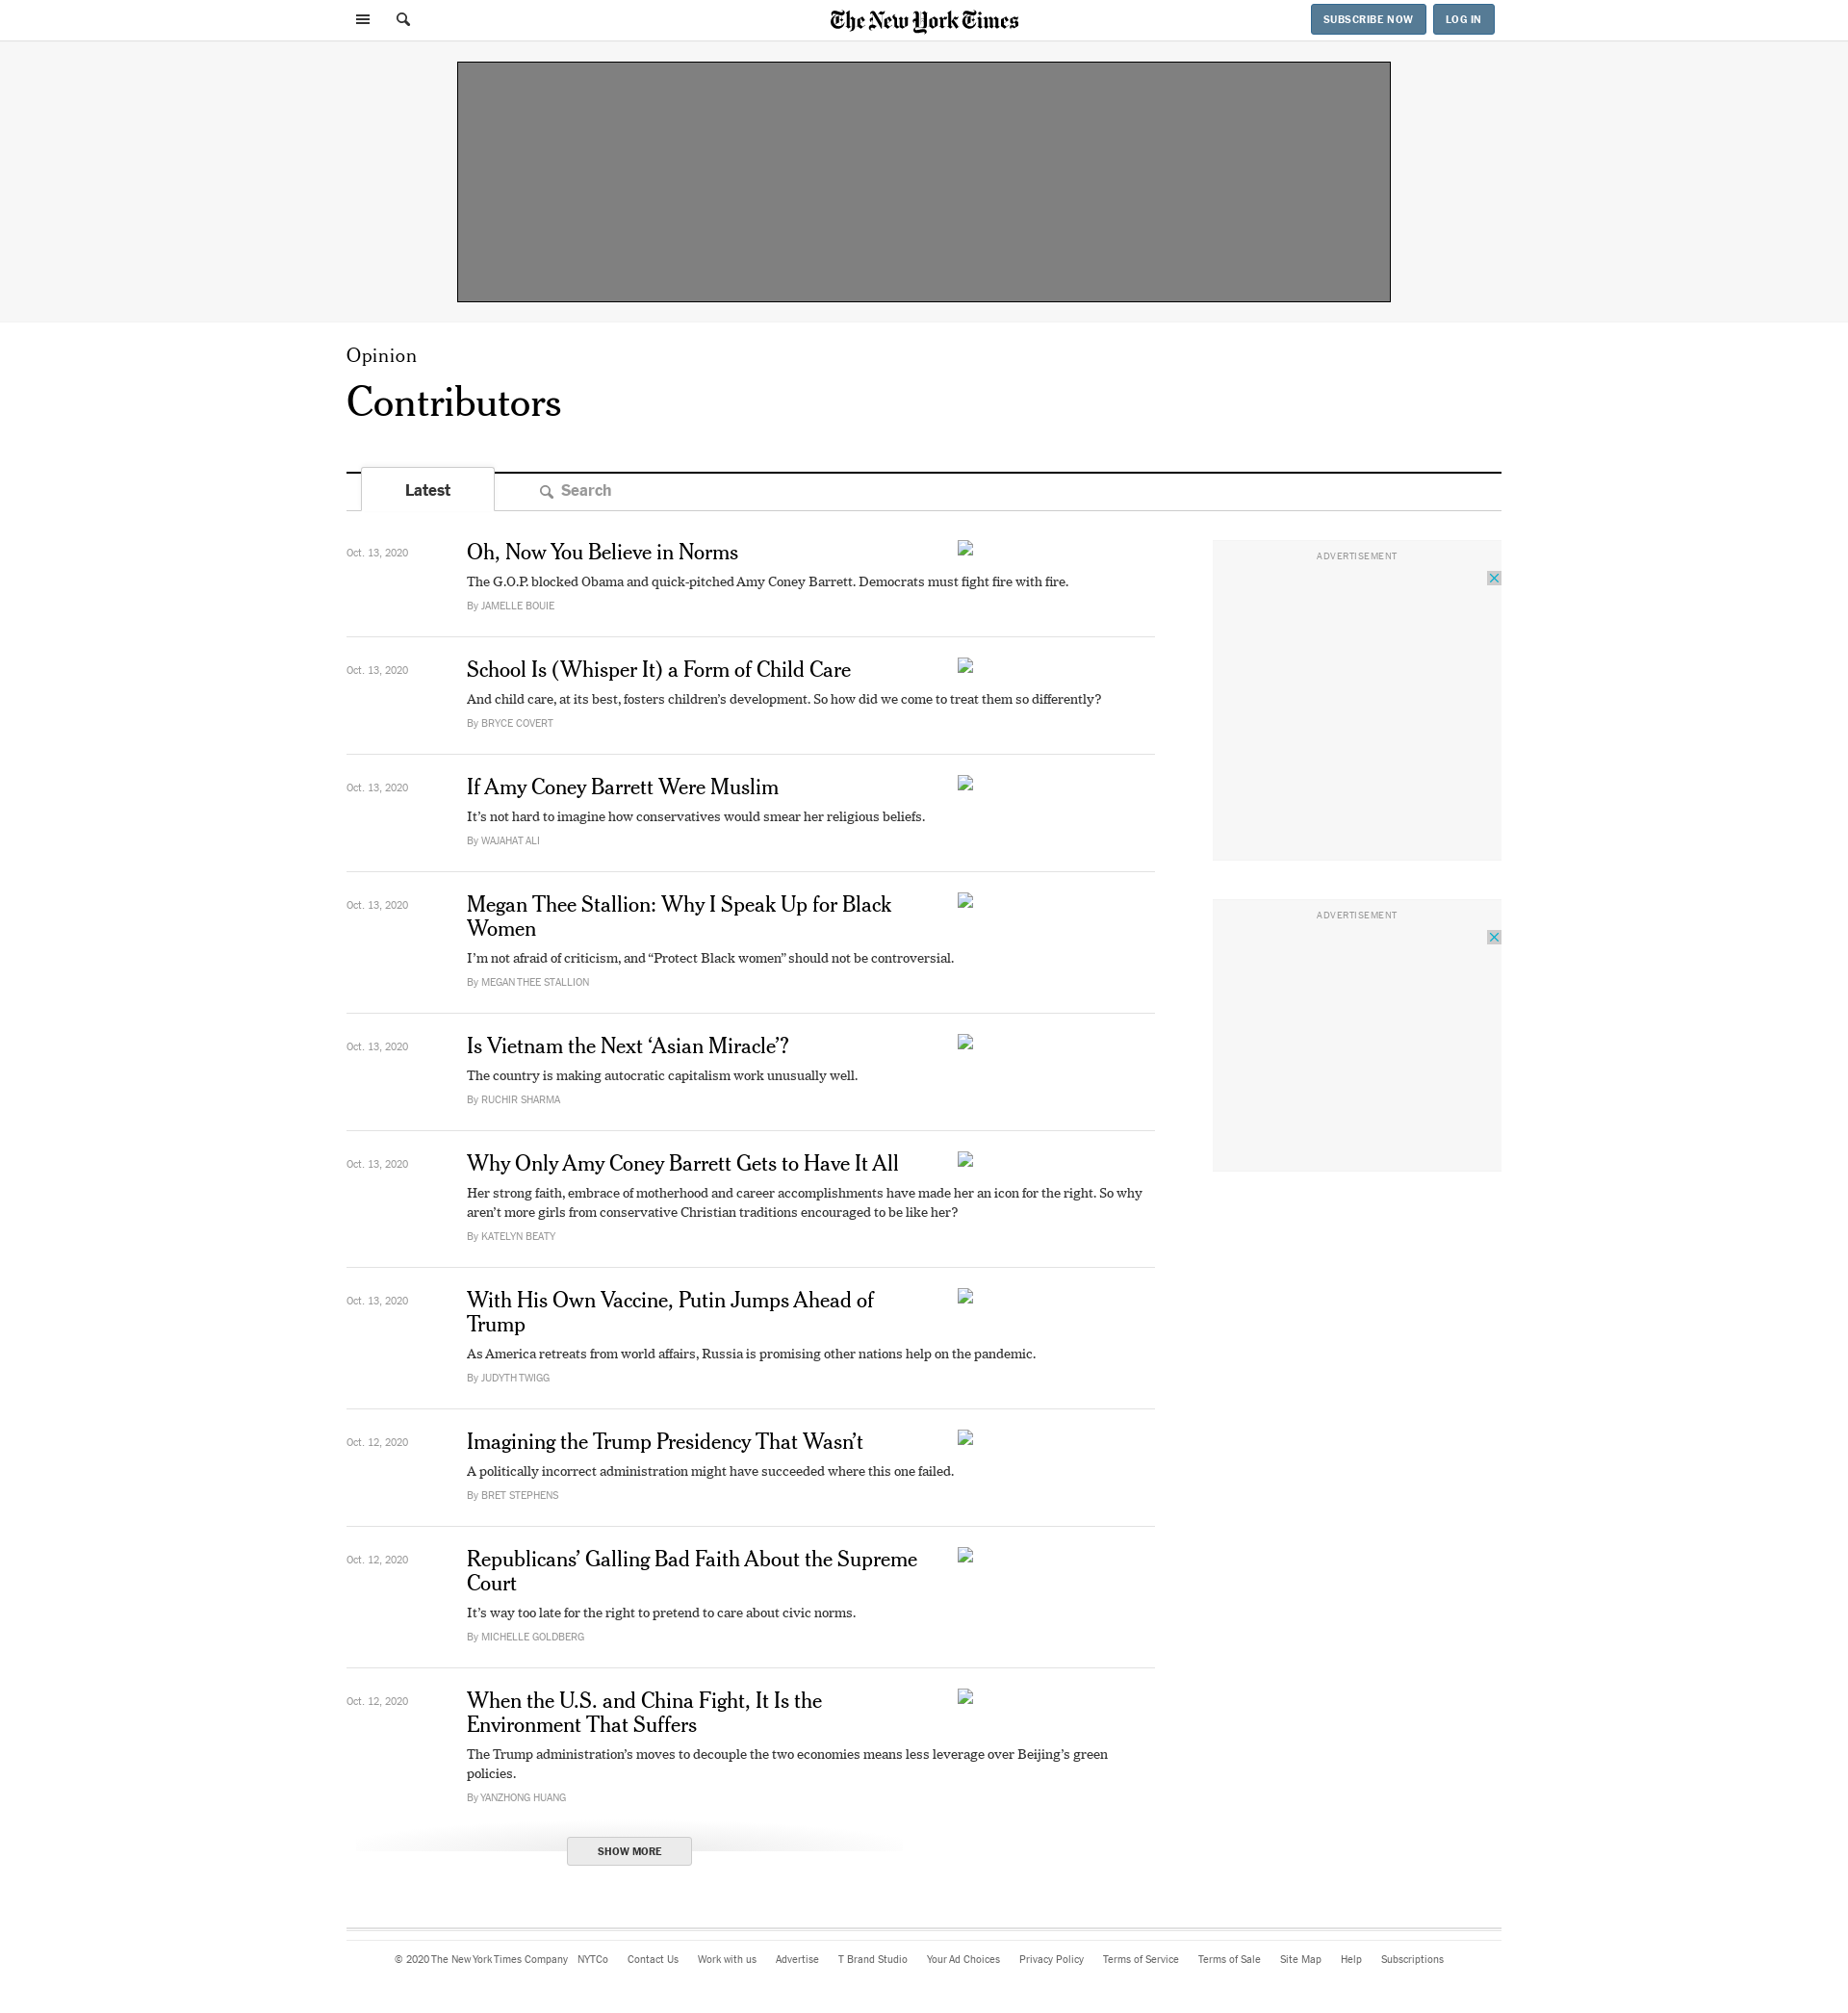 The New York Times
SUBSCRIBE NOW
LOG IN
Opinion
Contributors
Latest
Search
Oct. 13, 2020
Oh, Now You Believe in Norms
The G.O.P. blocked Obama and quick-pitched Amy Coney Barrett. Democrats must fight fire with fire.
By JAMELLE BOUIE
Oct. 13, 2020
School Is (Whisper It) a Form of Child Care
And child care, at its best, fosters children’s development. So how did we come to treat them so differently?
By BRYCE COVERT
Oct. 13, 2020
If Amy Coney Barrett Were Muslim
It’s not hard to imagine how conservatives would smear her religious beliefs.
By WAJAHAT ALI
Oct. 13, 2020
Megan Thee Stallion: Why I Speak Up for Black
Women
I’m not afraid of criticism, and “Protect Black women” should not be controversial.
By MEGAN THEE STALLION
Oct. 13, 2020
Is Vietnam the Next ‘Asian Miracle’?
The country is making autocratic capitalism work unusually well.
By RUCHIR SHARMA
Oct. 13, 2020
Why Only Amy Coney Barrett Gets to Have It All
Her strong faith, embrace of motherhood and career accomplishments have made her an icon for the right. So why
aren’t more girls from conservative Christian traditions encouraged to be like her?
By KATELYN BEATY
Oct. 13, 2020
With His Own Vaccine, Putin Jumps Ahead of
Trump
As America retreats from world affairs, Russia is promising other nations help on the pandemic.
By JUDYTH TWIGG
Oct. 12, 2020
Imagining the Trump Presidency That Wasn’t
A politically incorrect administration might have succeeded where this one failed.
By BRET STEPHENS
Oct. 12, 2020
Republicans’ Galling Bad Faith About the Supreme
Court
It’s way too late for the right to pretend to care about civic norms.
By MICHELLE GOLDBERG
Oct. 12, 2020
When the U.S. and China Fight, It Is the
Environment That Suffers
The Trump administration’s moves to decouple the two economies means less leverage over Beijing’s green
policies.
By YANZHONG HUANG
SHOW MORE
ADVERTISEMENT
ADVERTISEMENT
© 2020 The New York Times Company NYTCo Contact Us Work with us Advertise T Brand Studio Your Ad Choices Privacy Policy Terms of Service Terms of Sale Site Map Help Subscriptions